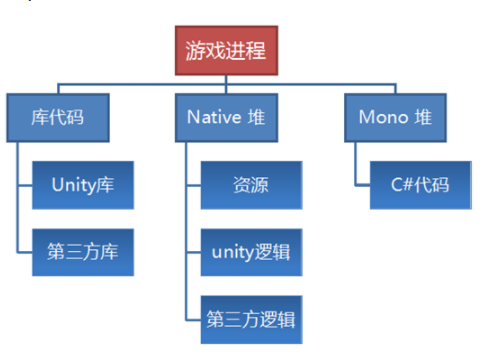 游戏进程
库代码
Native 堆
Mono 堆
Unity库
资源
C#代码
第三方库
unity逻辑
第三方逻辑